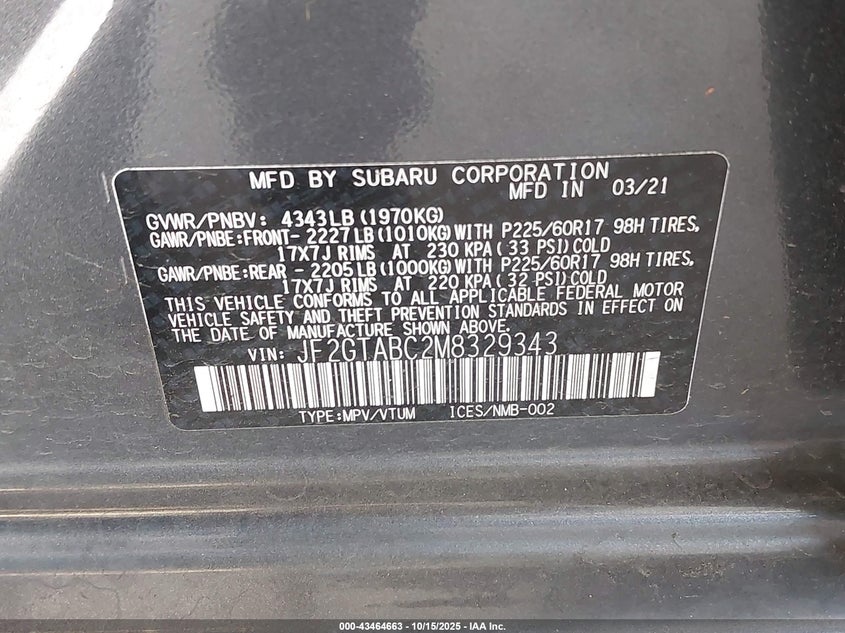 MFD BY SUBARU CORPORATION
MFD IN 03/21
GVWR/PNBV: 4343LB(1970KG)
GAWR/PNBE:FRONT- 2227LB(1010KG)WITH P225/60R17 98H TIRES,
17X7J RIMS AT 230 KPA( 33 PSI)COLD
GAWR/PNBE:REAR - 2205LB(1000KG)WITH P225/60R17 98H TIRES,
17X7J RIMS AT 220 KPA( 32 PSI)COLD
THIS VEHICLE CONFORMS TO ALL APPLICABLE FEDERAL MOTOR
VEHICLE SAFETY AND THEFT PREVENTION STANDARDS IN EFFECT ON
THE DATE OF MANUFACTURE SHOWN ABOVE.
VIN: JF2GTABC2M8329343
TYPE:MPV/VTUM ICES/NMB-002
000-43464663 - 10/15/2025 - IAA Inc.